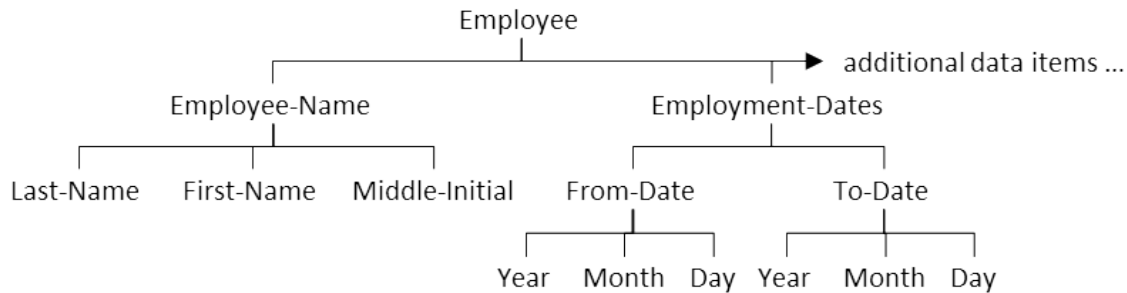 Employee
additional data items ...
Employee-Name Employment-Dates
Last-Name First-Name Middle-Initial From-Date To-Date
Year Month Day Year Month Day